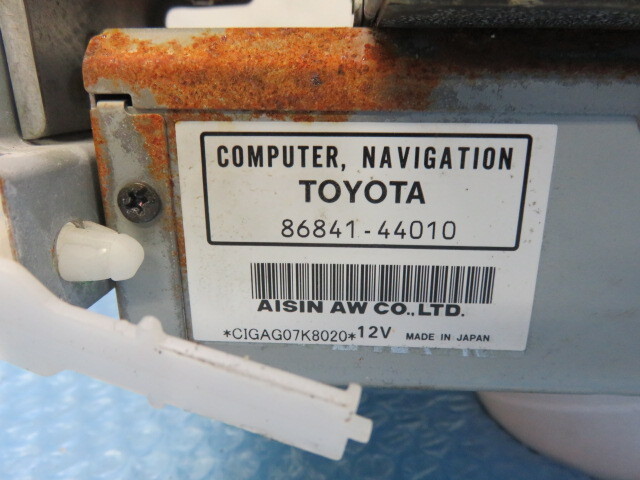 COMPUTER, NAVIGATION
TOYOTA
86841-44010
AISIN AW CO.,LTD.
*CIGAG07K8020* 12V MADE IN JAPAN